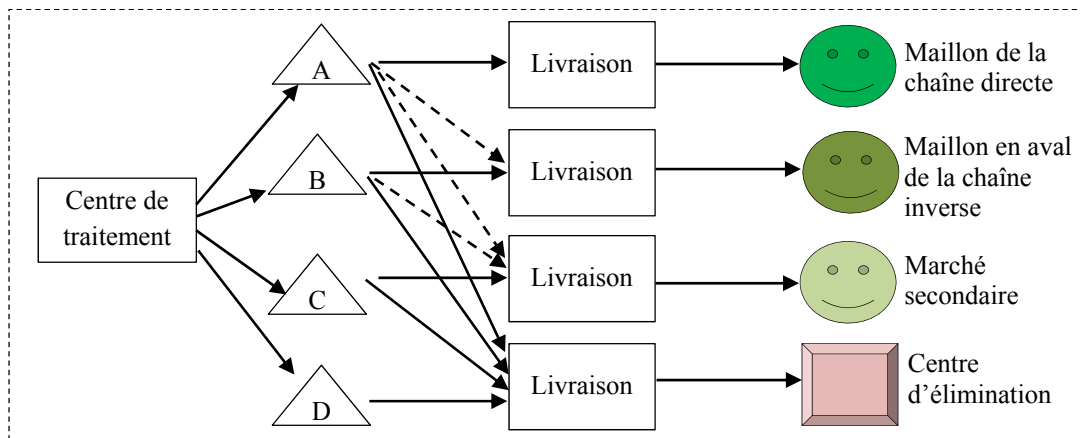 Centre de
traitement
A
B
C
D
Livraison
Livraison
Livraison
Livraison
Maillon de la
chaîne directe
Maillon en aval
de la chaîne
inverse
Marché
secondaire
Centre
d’élimination